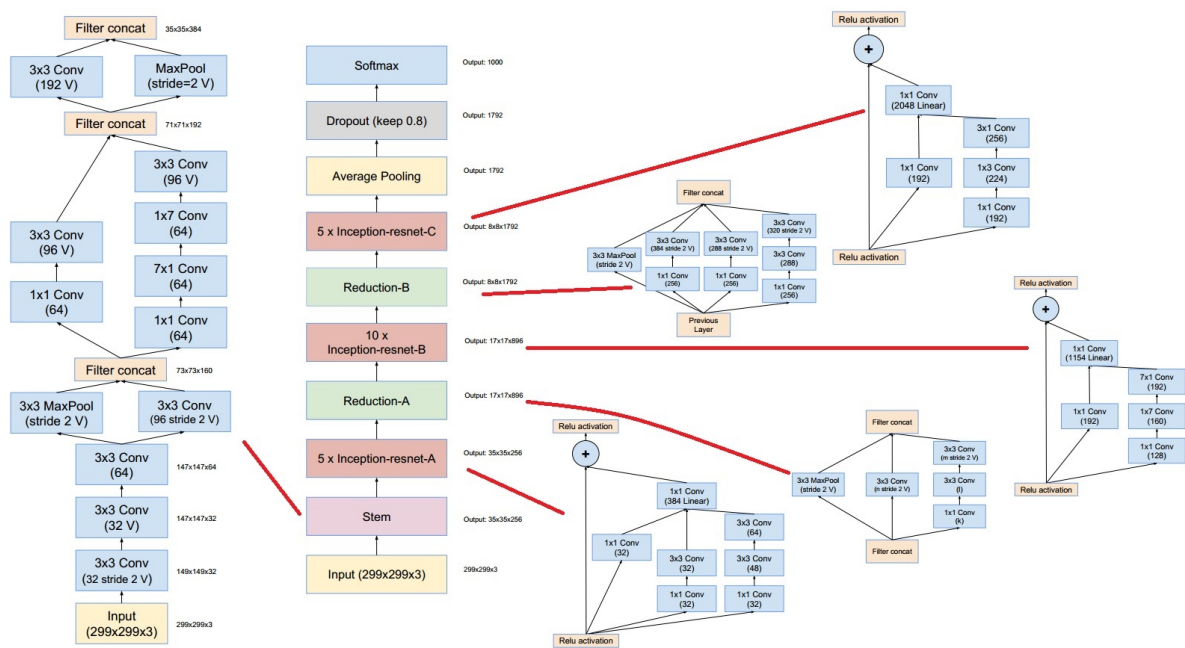 Filter concat
35x35x384
3x3 Conv
(192 V)
MaxPool
(stride=2 V)
Filter concat
71x71x192
3x3 Conv
(96 V)
1x7 Conv
(64)
3x3 Conv
(96 V)
7x1 Conv
(64)
1x1 Conv
(64)
1x1 Conv
(64)
Filter concat
73x73x160
3x3 MaxPool
(stride 2 V)
3x3 Conv
(96 stride 2 V)
3x3 Conv
(64)
147x147x64
3x3 Conv
(32 V)
147x147x32
3x3 Conv
(32 stride 2 V)
149x149x32
Input
(299x299x3)
299x299x3
Softmax
Output: 1000
Dropout (keep 0.8)
Output: 1792
Average Pooling
Output: 1792
5 x Inception-resnet-C
Output: 8x8x1792
Reduction-B
Output: 8x8x1792
10 x
Inception-resnet-B
Output: 17x17x896
Reduction-A
Output: 17x17x896
5 x Inception-resnet-A
Output: 35x35x256
Stem
Output: 35x35x256
Input (299x299x3)
299x299x3
Relu activation
+
1x1 Conv
(2048 Linear)
3x1 Conv
(256)
1x1 Conv
(192)
1x3 Conv
(224)
1x1 Conv
(192)
Relu activation
Filter concat
3x3 MaxPool
(stride 2 V)
3x3 Conv
(384 stride 2 V)
1x1 Conv
(256)
3x3 Conv
(288 stride 2 V)
1x1 Conv
(256)
3x3 Conv
(320 stride 2 V)
3x3 Conv
(288)
1x1 Conv
(256)
Previous
Layer
Relu activation
+
1x1 Conv
(1154 Linear)
1x1 Conv
(192)
7x1 Conv
(192)
1x7 Conv
(160)
1x1 Conv
(128)
Relu activation
Filter concat
3x3 MaxPool
(stride 2 V)
3x3 Conv
(n stride 2 V)
3x3 Conv
(m stride 2 V)
3x3 Conv
(l)
1x1 Conv
(k)
Filter concat
Relu activation
+
1x1 Conv
(384 Linear)
1x1 Conv
(32)
3x3 Conv
(32)
1x1 Conv
(32)
3x3 Conv
(64)
3x3 Conv
(48)
1x1 Conv
(32)
Relu activation